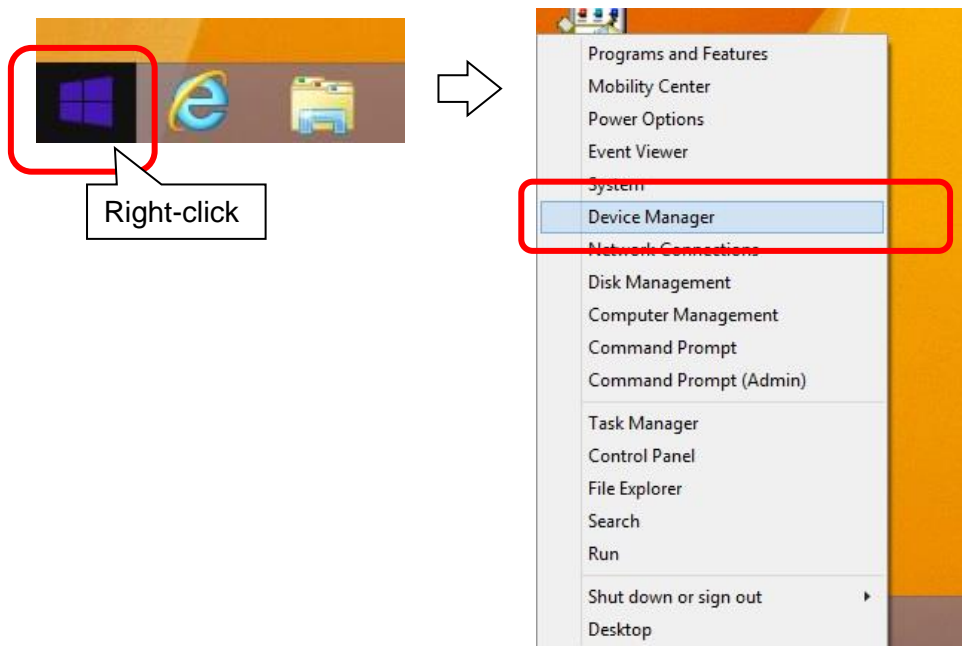 Right-click
Programs and Features
Mobility Center
Power Options
Event Viewer
System
Device Manager
Network Connections
Disk Management
Computer Management
Command Prompt
Command Prompt (Admin)
Task Manager
Control Panel
File Explorer
Search
Run
Shut down or sign out
Desktop